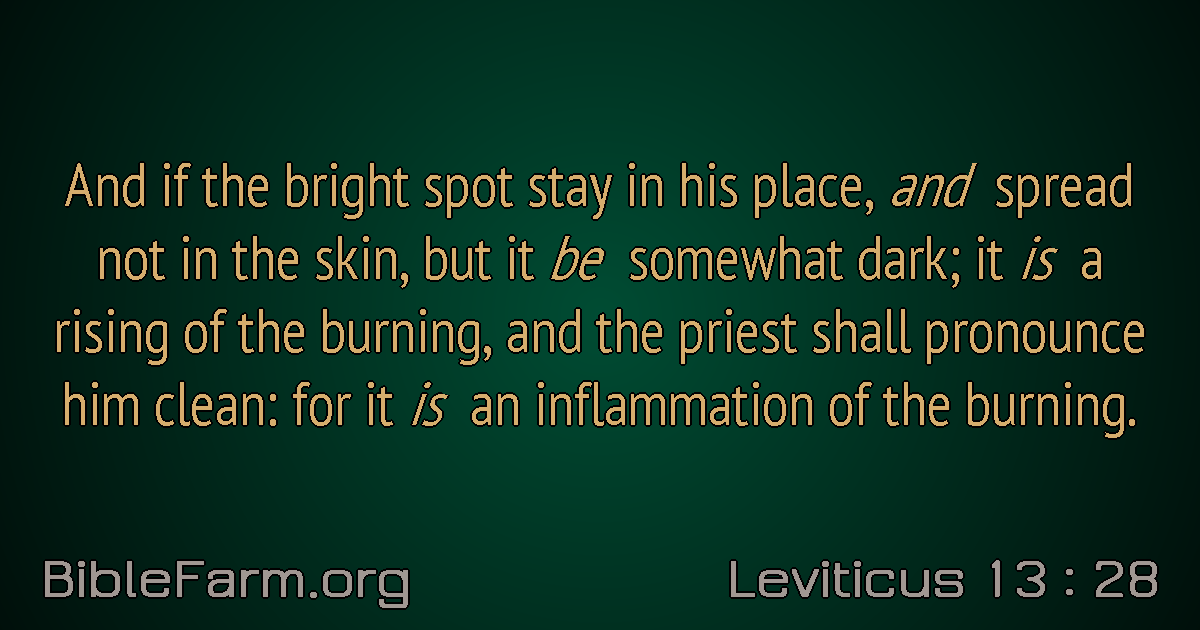 And if the bright spot stay in his place, and spread
not in the skin, but it be somewhat dark; it is a
rising of the burning, and the priest shall pronounce
him clean: for it is an inflammation of the burning.
BibleFarm.org
Leviticus 13 : 28